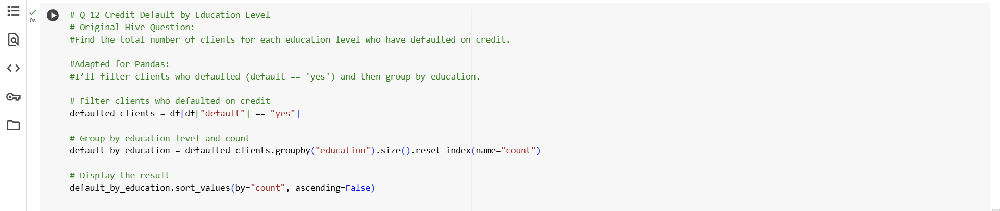 0s
# Q 12 Credit Default by Education Level
# Original Hive Question:
#Find the total number of clients for each education level who have defaulted on credit.
#Adapted for Pandas:
#I’ll filter clients who defaulted (default == 'yes') and then group by education.
# Filter clients who defaulted on credit
defaulted_clients = df[df["default"] == "yes"]
# Group by education level and count
default_by_education = defaulted_clients.groupby("education").size().reset_index(name="count")
# Display the result
default_by_education.sort_values(by="count", ascending=False)